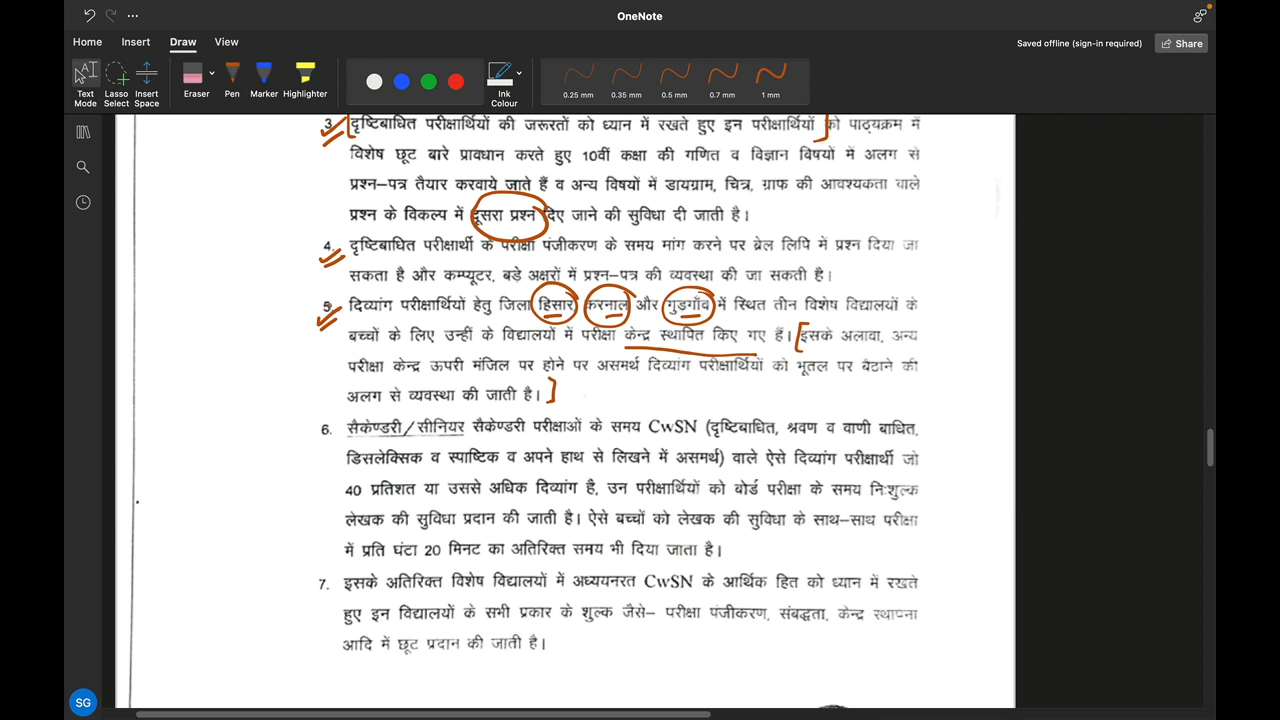 OneNote
Home Insert Draw View
Saved offline (sign-in required) Share
Text Mode
Lasso Select
Insert Space
Eraser
Pen
Marker
Highlighter
Ink Colour
0.25 mm 0.35 mm 0.5 mm 0.7 mm 1 mm
3. दृष्टिबाधित परीक्षार्थियों की जरूरतों को ध्यान में रखते हुए इन परीक्षार्थियों को पाठ्यक्रम में
विशेष छूट बारे प्रावधान करते हुए 10वीं कक्षा की गणित व विज्ञान विषयों में अलग से
प्रश्न-पत्र तैयार करवाये जाते हैं व अन्य विषयों में डायग्राम, चित्र, ग्राफ की आवश्यकता वाले
प्रश्न के विकल्प में दूसरा प्रश्न दिए जाने की सुविधा दी जाती है।
4. दृष्टिबाधित परीक्षार्थी के परीक्षा पंजीकरण के समय मांग करने पर ब्रेल लिपि में प्रश्न दिया जा
सकता है और कम्प्यूटर, बड़े अक्षरों में प्रश्न-पत्र की व्यवस्था की जा सकती है।
5. दिव्यांग परीक्षार्थियों हेतु जिला हिसार करनाल और गुडगाँव में स्थित तीन विशेष विद्यालयों के
बच्चों के लिए उन्हीं के विद्यालयों में परीक्षा केन्द्र स्थापित किए गए हैं। इसके अलावा, अन्य
परीक्षा केन्द्र ऊपरी मंजिल पर होने पर असमर्थ दिव्यांग परीक्षार्थियों को भूतल पर बैठाने की
अलग से व्यवस्था की जाती है।
6. सैकेण्डरी/सीनियर सैकेण्डरी परीक्षाओं के समय CwSN (दृष्टिबाधित, श्रवण व वाणी बाधित,
डिसलेक्सिक व स्पाष्टिक व अपने हाथ से लिखने में असमर्थ) वाले ऐसे दिव्यांग परीक्षार्थी जो
40 प्रतिशत या उससे अधिक दिव्यांग है, उन परीक्षार्थियों को बोर्ड परीक्षा के समय निःशुल्क
लेखक की सुविधा प्रदान की जाती है। ऐसे बच्चों को लेखक की सुविधा के साथ-साथ परीक्षा
में प्रति घंटा 20 मिनट का अतिरिक्त समय भी दिया जाता है।
7. इसके अतिरिक्त विशेष विद्यालयों में अध्ययनरत CwSN के आर्थिक हित को ध्यान में रखते
हुए इन विद्यालयों के सभी प्रकार के शुल्क जैसे- परीक्षा पंजीकरण, संबद्धता, केन्द्र स्थापना
आदि में छूट प्रदान की जाती है।
SG